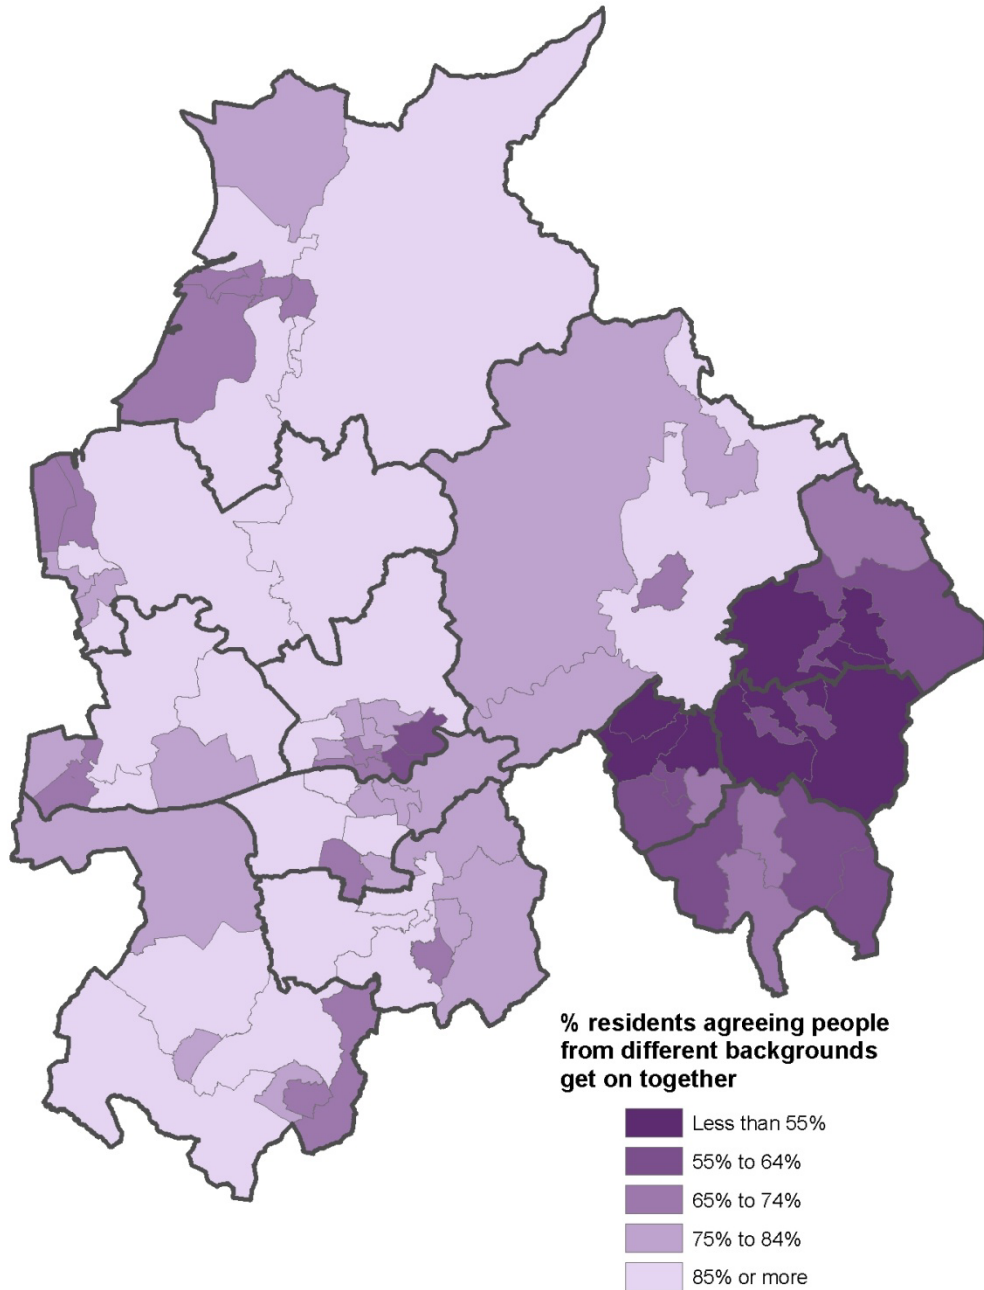 % residents agreeing people
from different backgrounds
get on together
Less than 55%
55% to 64%
65% to 74%
75% to 84%
85% or more